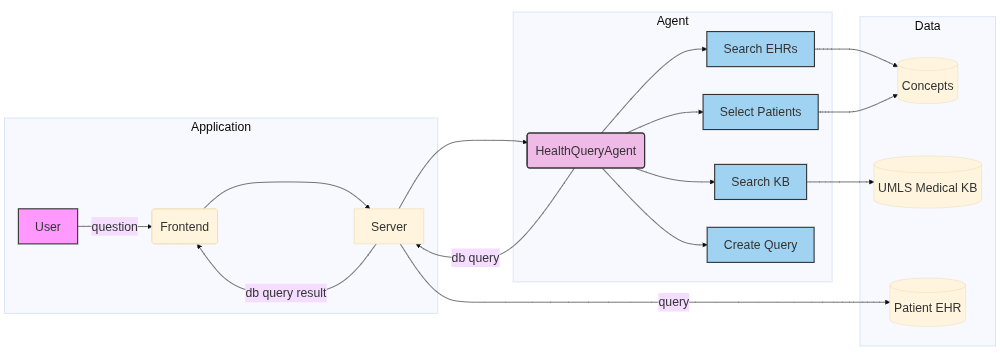 Agent
Data
Search EHRs
Concepts
Select Patients
Application
HealthQueryAgent
Search KB
UMLS Medical KB
User
question
Frontend
Server
Create Query
db query
db query result
query
Patient EHR